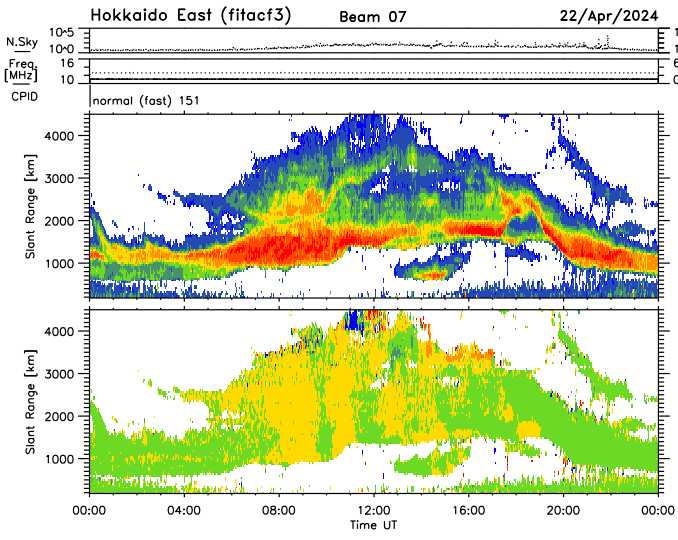 Hokkaido East (fitacf3) Beam 07 22/Apr/2024
N.Sky 10^5 10^0 1 1
Freq. [MHz] 16 10 6 0
CPID normal (fast) 151
Slant Range [km] 4000 3000 2000 1000
Slant Range [km] 4000 3000 2000 1000
00:00 04:00 08:00 12:00 16:00 20:00 00:00
Time UT